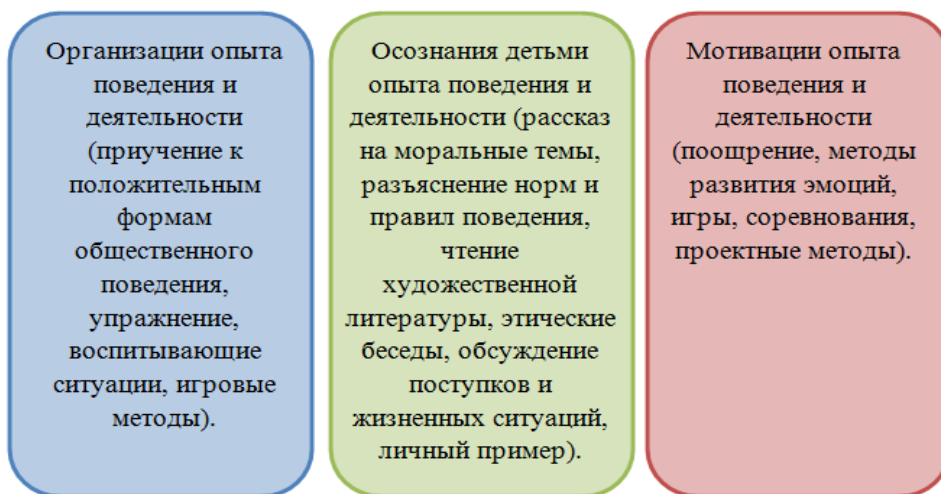 Организации опыта
поведения и
деятельности
(приучение к
положительным
формам
общественного
поведения,
упражнение,
воспитывающие
ситуации, игровые
методы).
Осознания детьми
опыта поведения и
деятельности (рассказ
на моральные темы,
разъяснение норм и
правил поведения,
чтение
художественной
литературы, этические
беседы, обсуждение
поступков и
жизненных ситуаций,
личный пример).
Мотивации опыта
поведения и
деятельности
(поощрение, методы
развития эмоций,
игры, соревнования,
проектные методы).